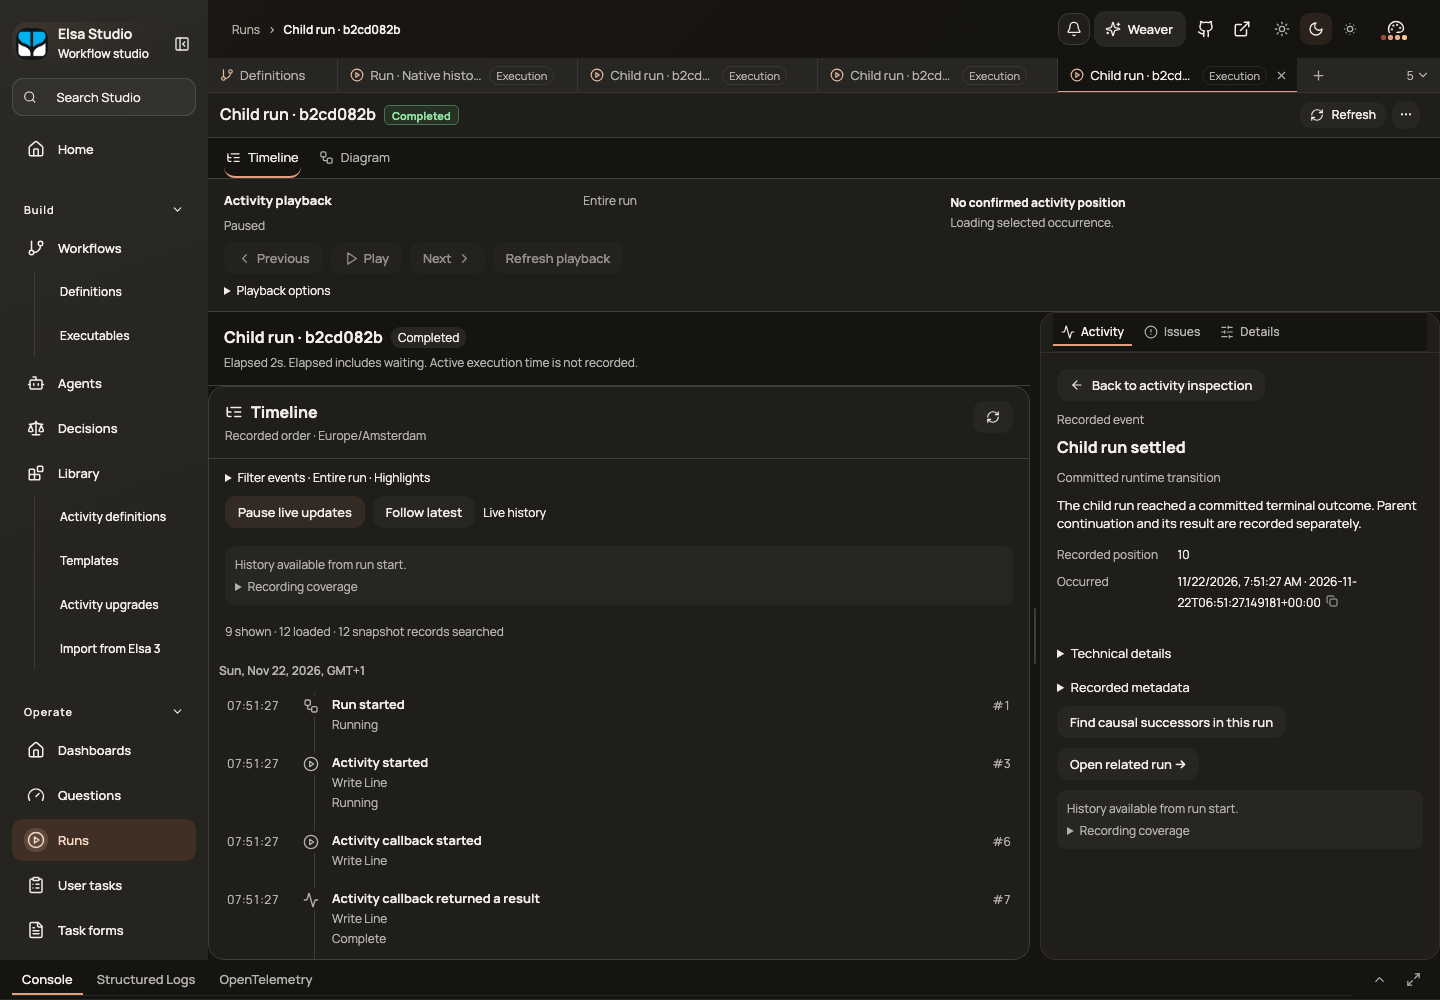 Elsa Studio
Workflow studio
Search Studio
Home
Build
Workflows
Definitions
Executables
Agents
Decisions
Library
Activity definitions
Templates
Activity upgrades
Import from Elsa 3
Operate
Dashboards
Questions
Runs
User tasks
Task forms
Runs › Child run · b2cd082b
Weaver
Definitions
Run · Native histo... Execution
Child run · b2cd... Execution
Child run · b2cd... Execution
Child run · b2cd... Execution
5
Child run · b2cd082b Completed
Refresh
Timeline
Diagram
Activity playback
Entire run
Paused
No confirmed activity position
Loading selected occurrence.
Previous
Play
Next
Refresh playback
Playback options
Child run · b2cd082b Completed
Elapsed 2s. Elapsed includes waiting. Active execution time is not recorded.
Timeline
Recorded order · Europe/Amsterdam
Filter events · Entire run · Highlights
Pause live updates
Follow latest
Live history
History available from run start.
Recording coverage
9 shown · 12 loaded · 12 snapshot records searched
Sun, Nov 22, 2026, GMT+1
07:51:27 Run started #1
Running
07:51:27 Activity started #3
Write Line
Running
07:51:27 Activity callback started #6
Write Line
07:51:27 Activity callback returned a result #7
Write Line
Complete
Activity
Issues
Details
Back to activity inspection
Recorded event
Child run settled
Committed runtime transition
The child run reached a committed terminal outcome. Parent
continuation and its result are recorded separately.
Recorded position 10
Occurred 11/22/2026, 7:51:27 AM · 2026-11-
22T06:51:27.149181+00:00
Technical details
Recorded metadata
Find causal successors in this run
Open related run →
History available from run start.
Recording coverage
Console
Structured Logs
OpenTelemetry